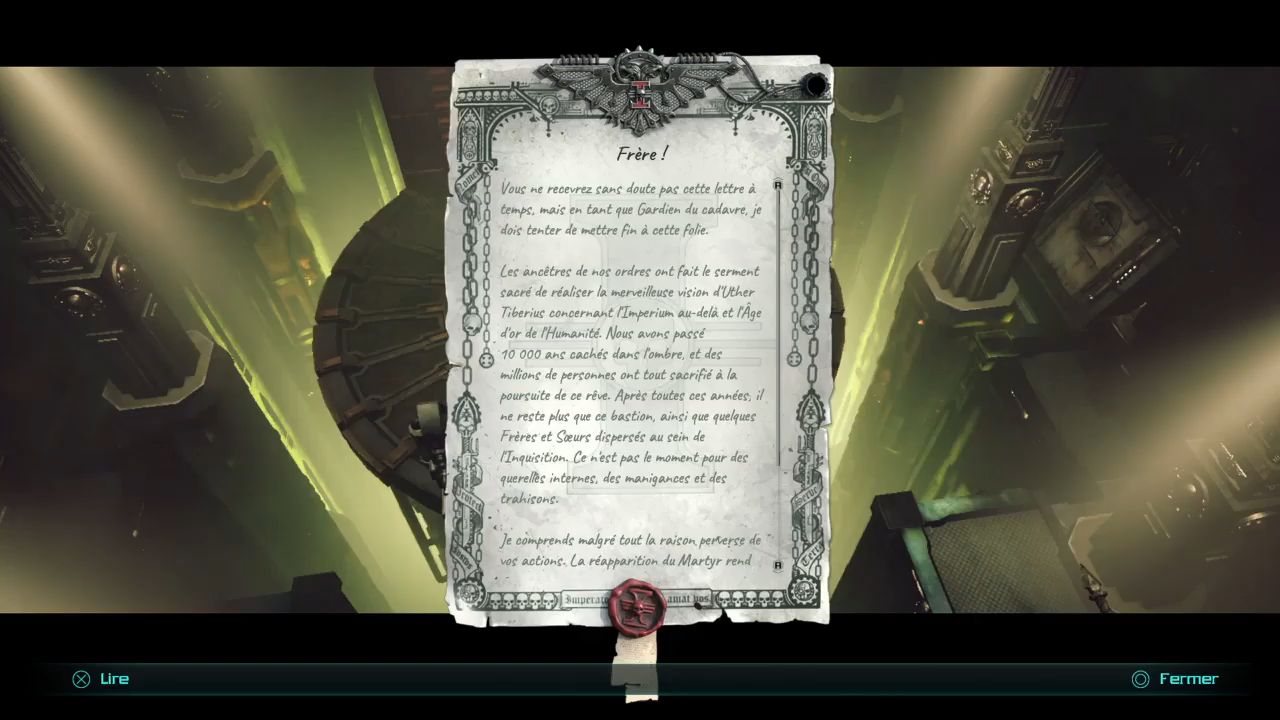 Frère !
Vous ne recevrez sans doute pas cette lettre à
temps, mais en tant que Gardien du cadavre, je
dois tenter de mettre fin à cette folie.
Les ancêtres de nos ordres ont fait le serment
sacré de réaliser la merveilleuse vision d'Uther
Tiberius concernant l'Imperium au-delà et l'Âge
d'or de l'Humanité. Nous avons passé
10 000 ans cachés dans l'ombre, et des
millions de personnes ont tout sacrifié à la
poursuite de ce rêve. Après toutes ces années, il
ne reste plus que ce bastion, ainsi que quelques
Frères et Sœurs dispersés au sein de
l'Inquisition. Ce n'est pas le moment pour des
querelles internes, des manigances et des
trahisons.
Je comprends malgré tout la raison perverse de
vos actions. La réapparition du Martyr rend
amat vos
Lire
Fermer